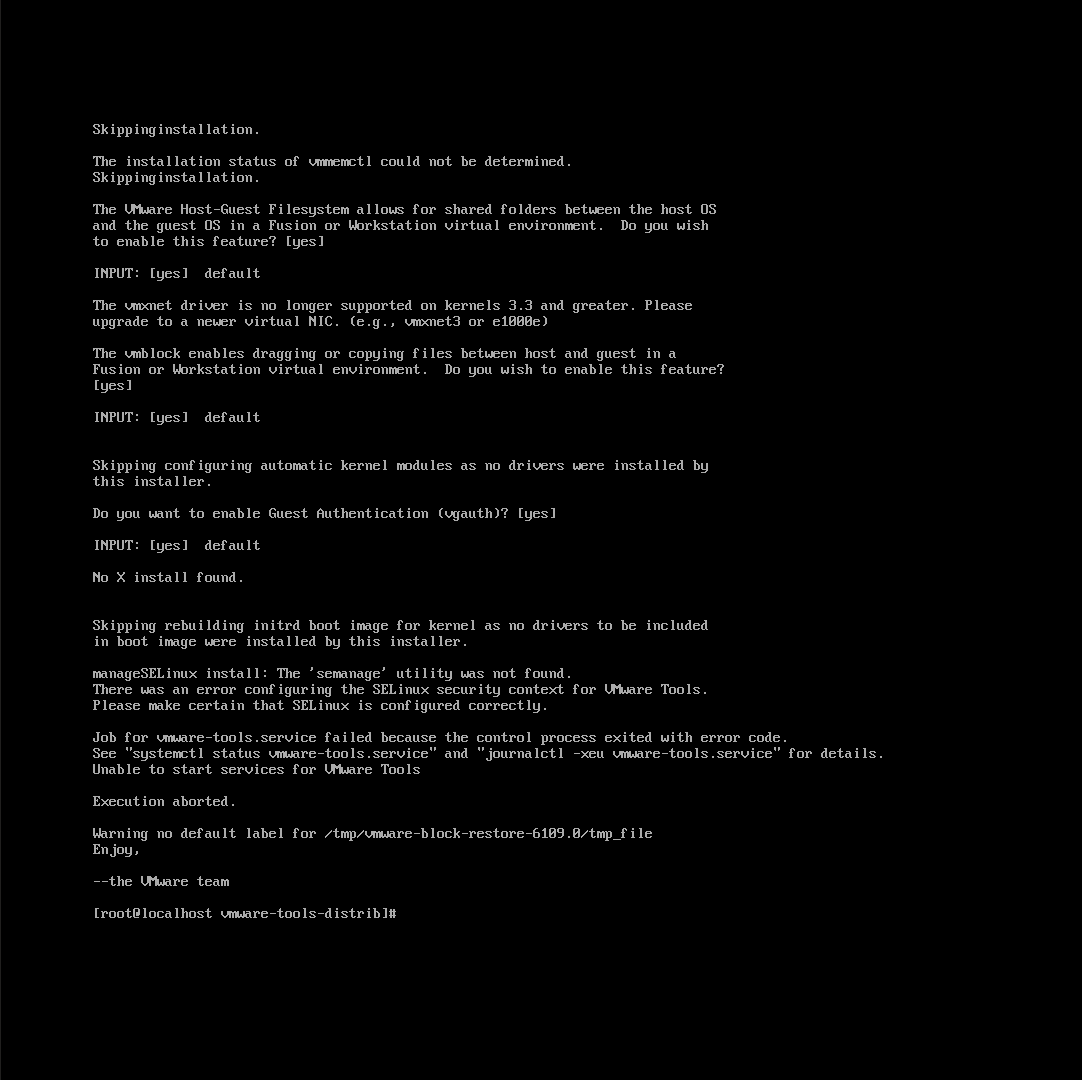 Skippinginstallation.
The installation status of vmmemctl could not be determined.
Skippinginstallation.
The VMware Host-Guest Filesystem allows for shared folders between the host OS
and the guest OS in a Fusion or Workstation virtual environment.  Do you wish
to enable this feature? [yes]
INPUT: [yes]  default
The vmxnet driver is no longer supported on kernels 3.3 and greater. Please
upgrade to a newer virtual NIC. (e.g., vmxnet3 or e1000e)
The vmblock enables dragging or copying files between host and guest in a
Fusion or Workstation virtual environment.  Do you wish to enable this feature?
[yes]
INPUT: [yes]  default
Skipping configuring automatic kernel modules as no drivers were installed by
this installer.
Do you want to enable Guest Authentication (vgauth)? [yes]
INPUT: [yes]  default
No X install found.
Skipping rebuilding initrd boot image for kernel as no drivers to be included
in boot image were installed by this installer.
manageSELinux install: The 'semanage' utility was not found.
There was an error configuring the SELinux security context for VMware Tools.
Please make certain that SELinux is configured correctly.
Job for vmware-tools.service failed because the control process exited with error code.
See "systemctl status vmware-tools.service" and "journalctl -xeu vmware-tools.service" for details.
Unable to start services for VMware Tools
Execution aborted.
Warning no default label for /tmp/vmware-block-restore-6109.0/tmp_file
Enjoy,
--the VMware team
[root@localhost vmware-tools-distrib]#